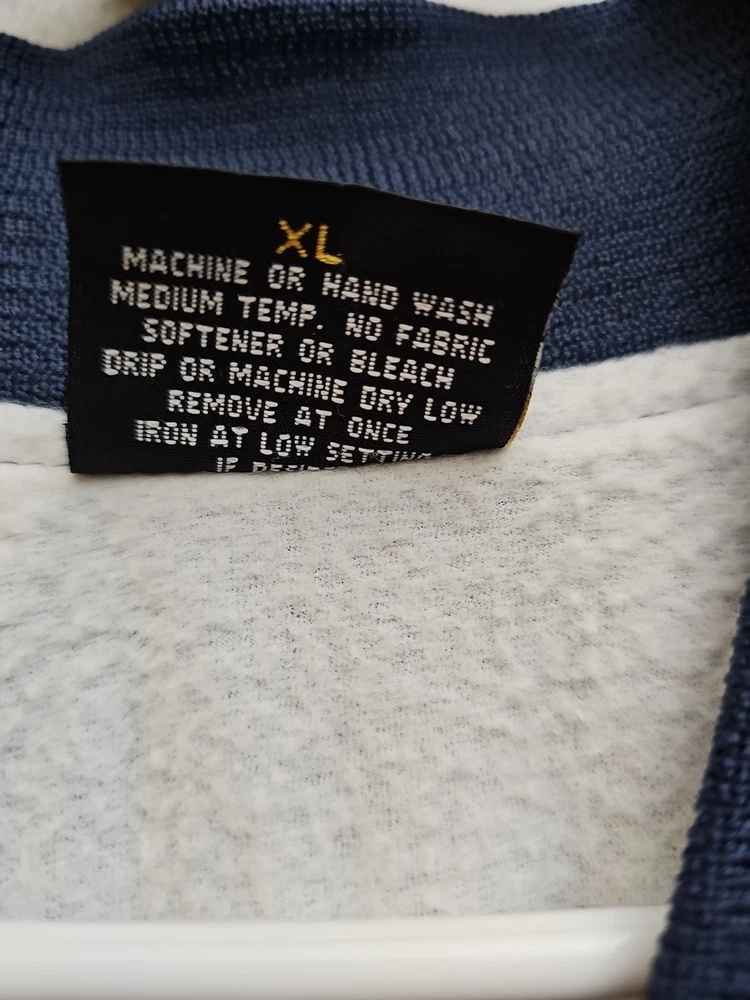 XL
MACHINE OR HAND WASH
MEDIUM TEMP. NO FABRIC
SOFTENER OR BLEACH
DRIP OR MACHINE DRY LOW
REMOVE AT ONCE
IRON AT LOW SETTING
IF